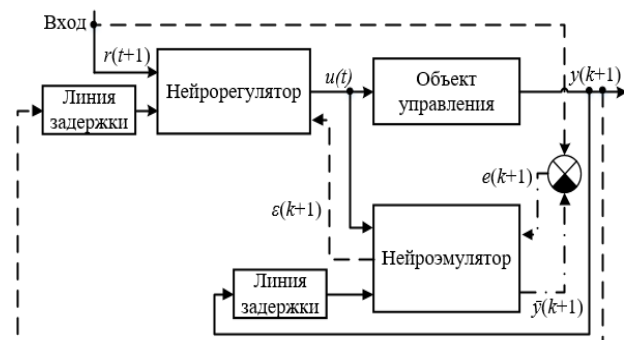 Вход
r(t+1)
Нейрорегулятор
u(t)
Объект
управления
y(k+1)
Линия
задержки
e(k+1)
ε(k+1)
Нейроэмулятор
Линия
задержки
ȳ(k+1)